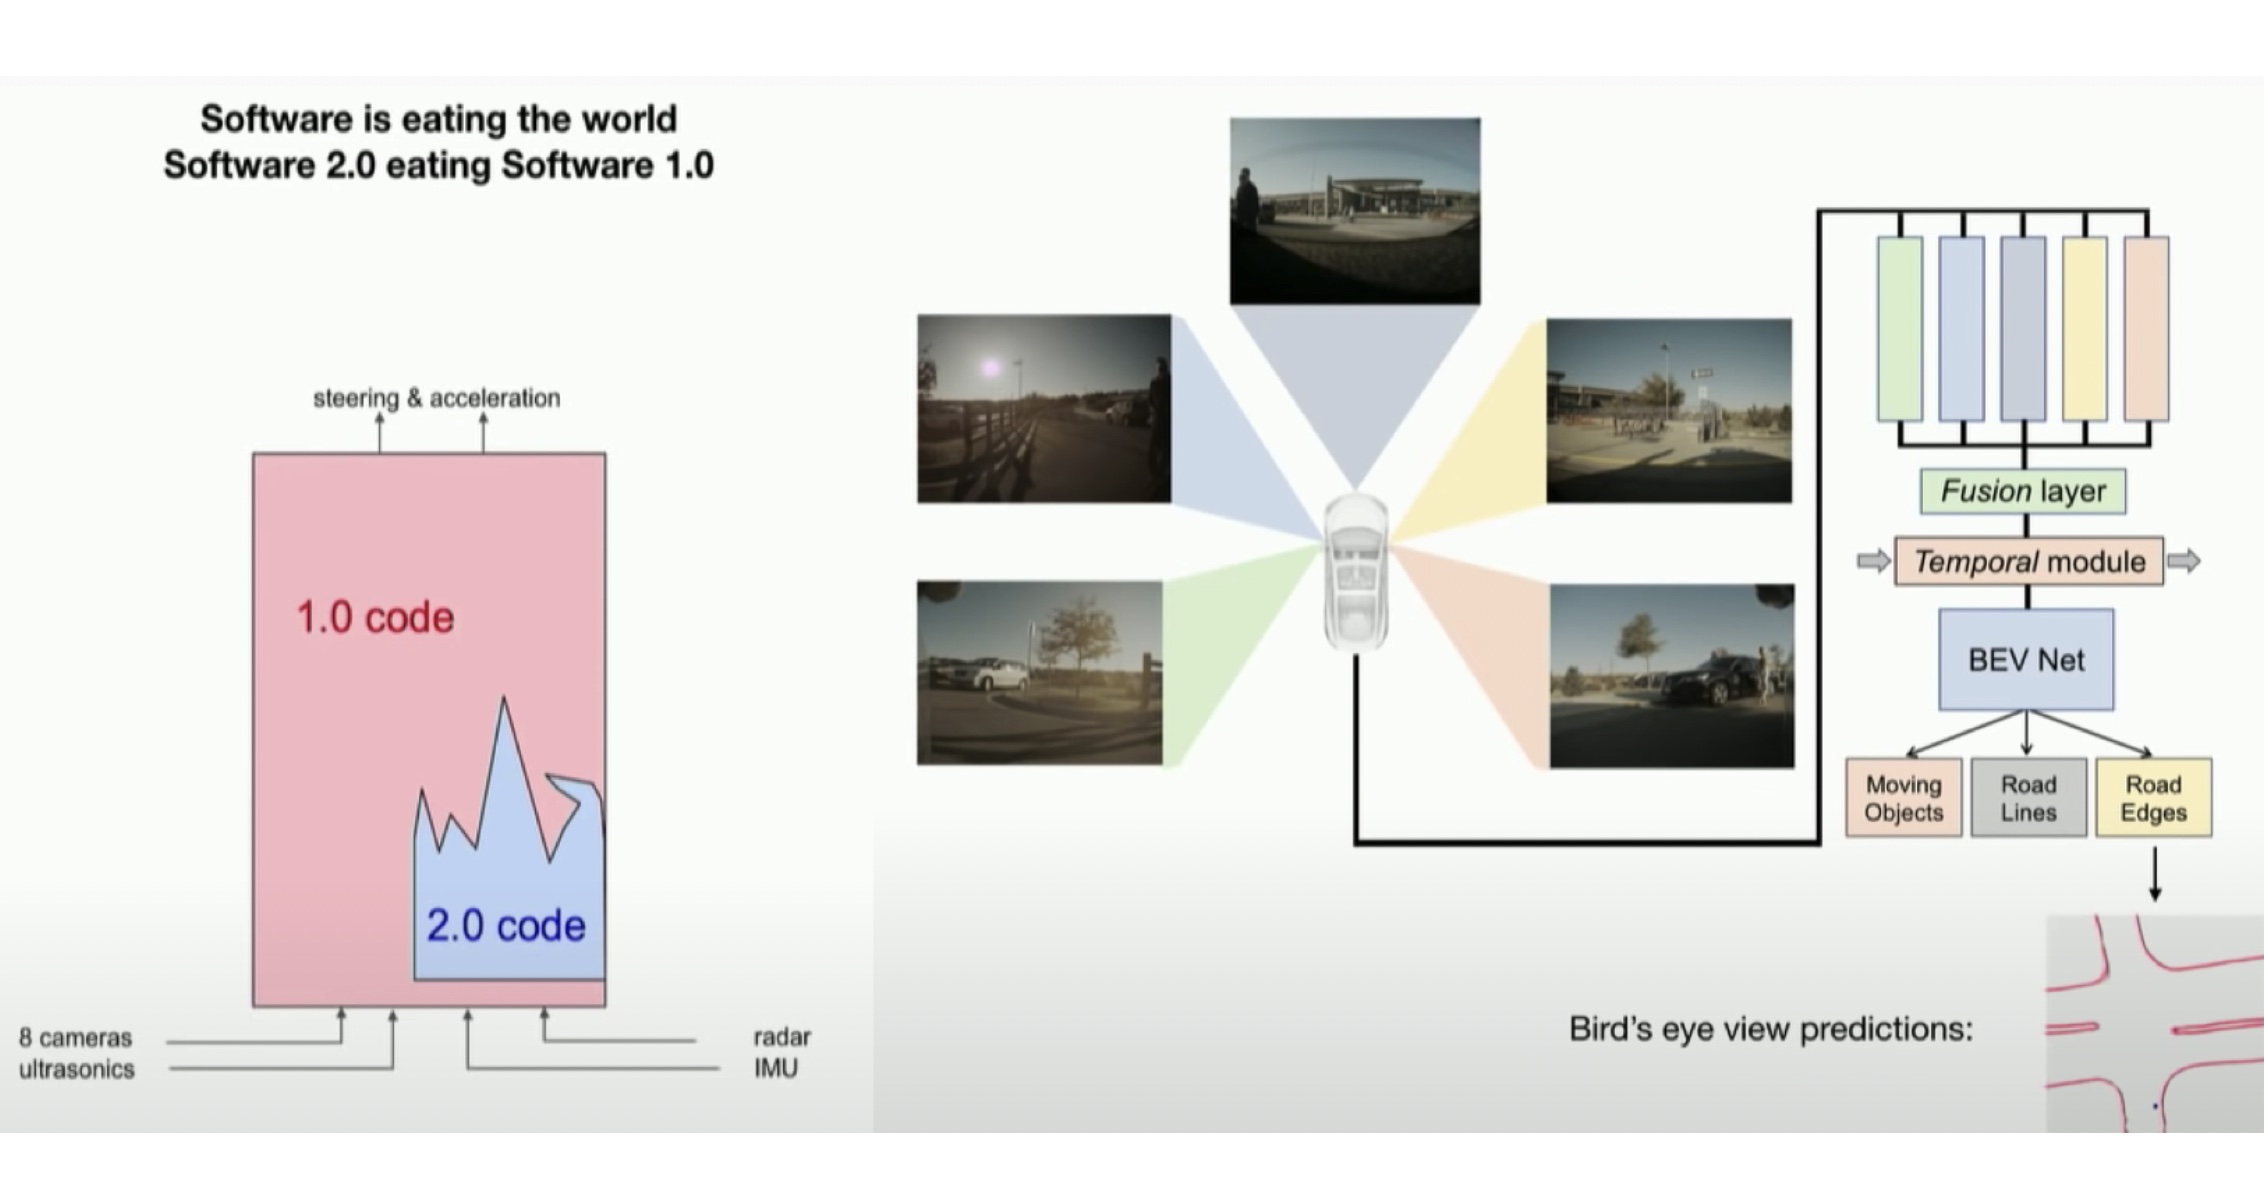 Software is eating the world
Software 2.0 eating Software 1.0
steering & acceleration
1.0 code
2.0 code
8 cameras
ultrasonics
radar
IMU
Fusion layer
Temporal module
BEV Net
Moving
Objects
Road
Lines
Road
Edges
Bird's eye view predictions: